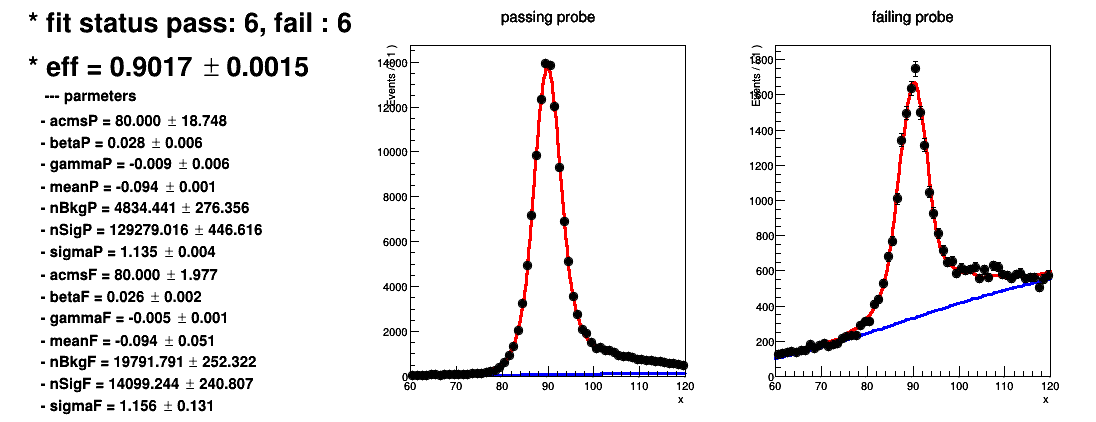 * fit status pass: 6, fail : 6
* eff = 0.9017 ± 0.0015
--- parmeters
- acmsP = 80.000 ± 18.748
- betaP = 0.028 ± 0.006
- gammaP = -0.009 ± 0.006
- meanP = -0.094 ± 0.001
- nBkgP = 4834.441 ± 276.356
- nSigP = 129279.016 ± 446.616
- sigmaP = 1.135 ± 0.004
- acmsF = 80.000 ± 1.977
- betaF = 0.026 ± 0.002
- gammaF = -0.005 ± 0.001
- meanF = -0.094 ± 0.051
- nBkgF = 19791.791 ± 252.322
- nSigF = 14099.244 ± 240.807
- sigmaF = 1.156 ± 0.131
passing probe
Events / ( 1 )
14000
12000
10000
8000
6000
4000
2000
0
60 70 80 90 100 110 120
x
failing probe
Events / ( 1 )
1800
1600
1400
1200
1000
800
600
400
200
0
60 70 80 90 100 110 120
x